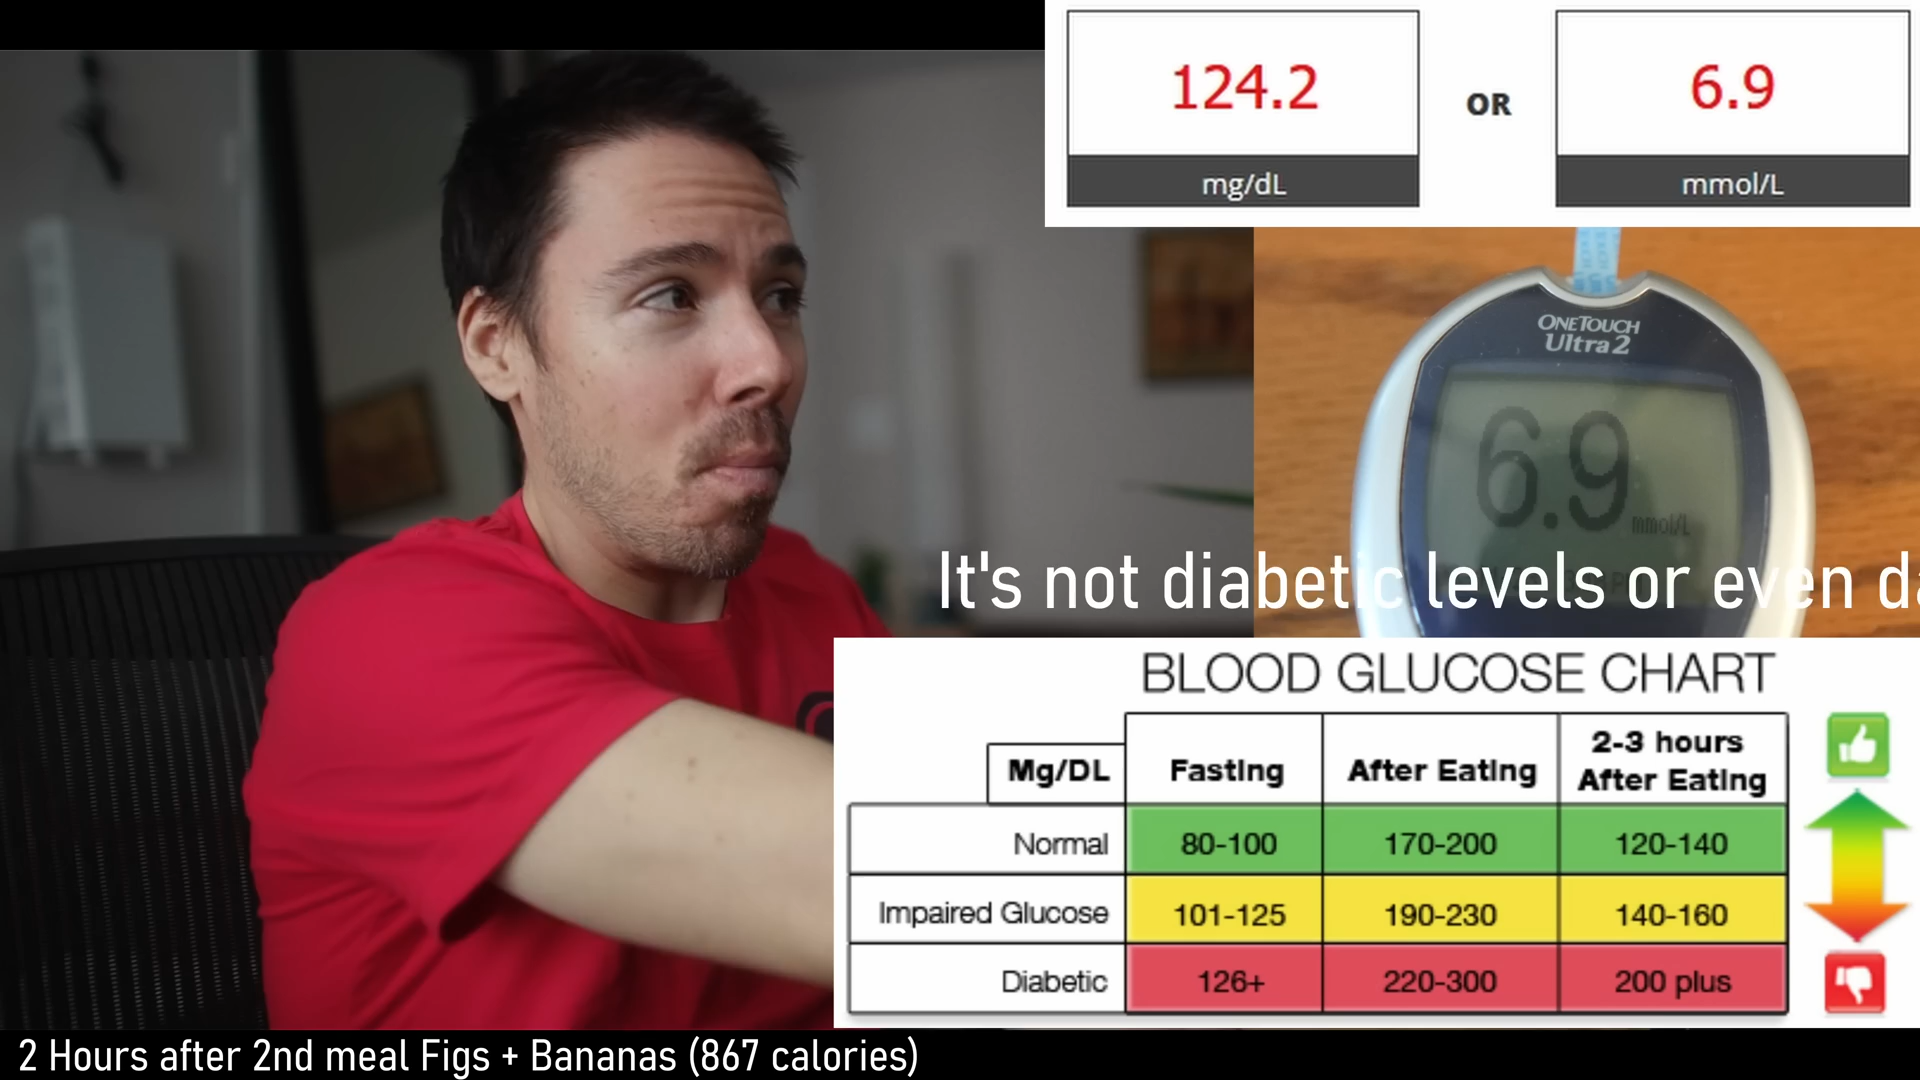 124.2
OR
6.9
mg/dL
mmol/L
ONETOUCH
Ultra2
6.9
mmol/L
It's not diabetic levels or even
BLOOD GLUCOSE CHART
Mg/DL Fasting After Eating 2-3 hours After Eating
Normal 80-100 170-200 120-140
Impaired Glucose 101-125 190-230 140-160
Diabetic 126+ 220-300 200 plus
2 Hours after 2nd meal Figs + Bananas (867 calories)